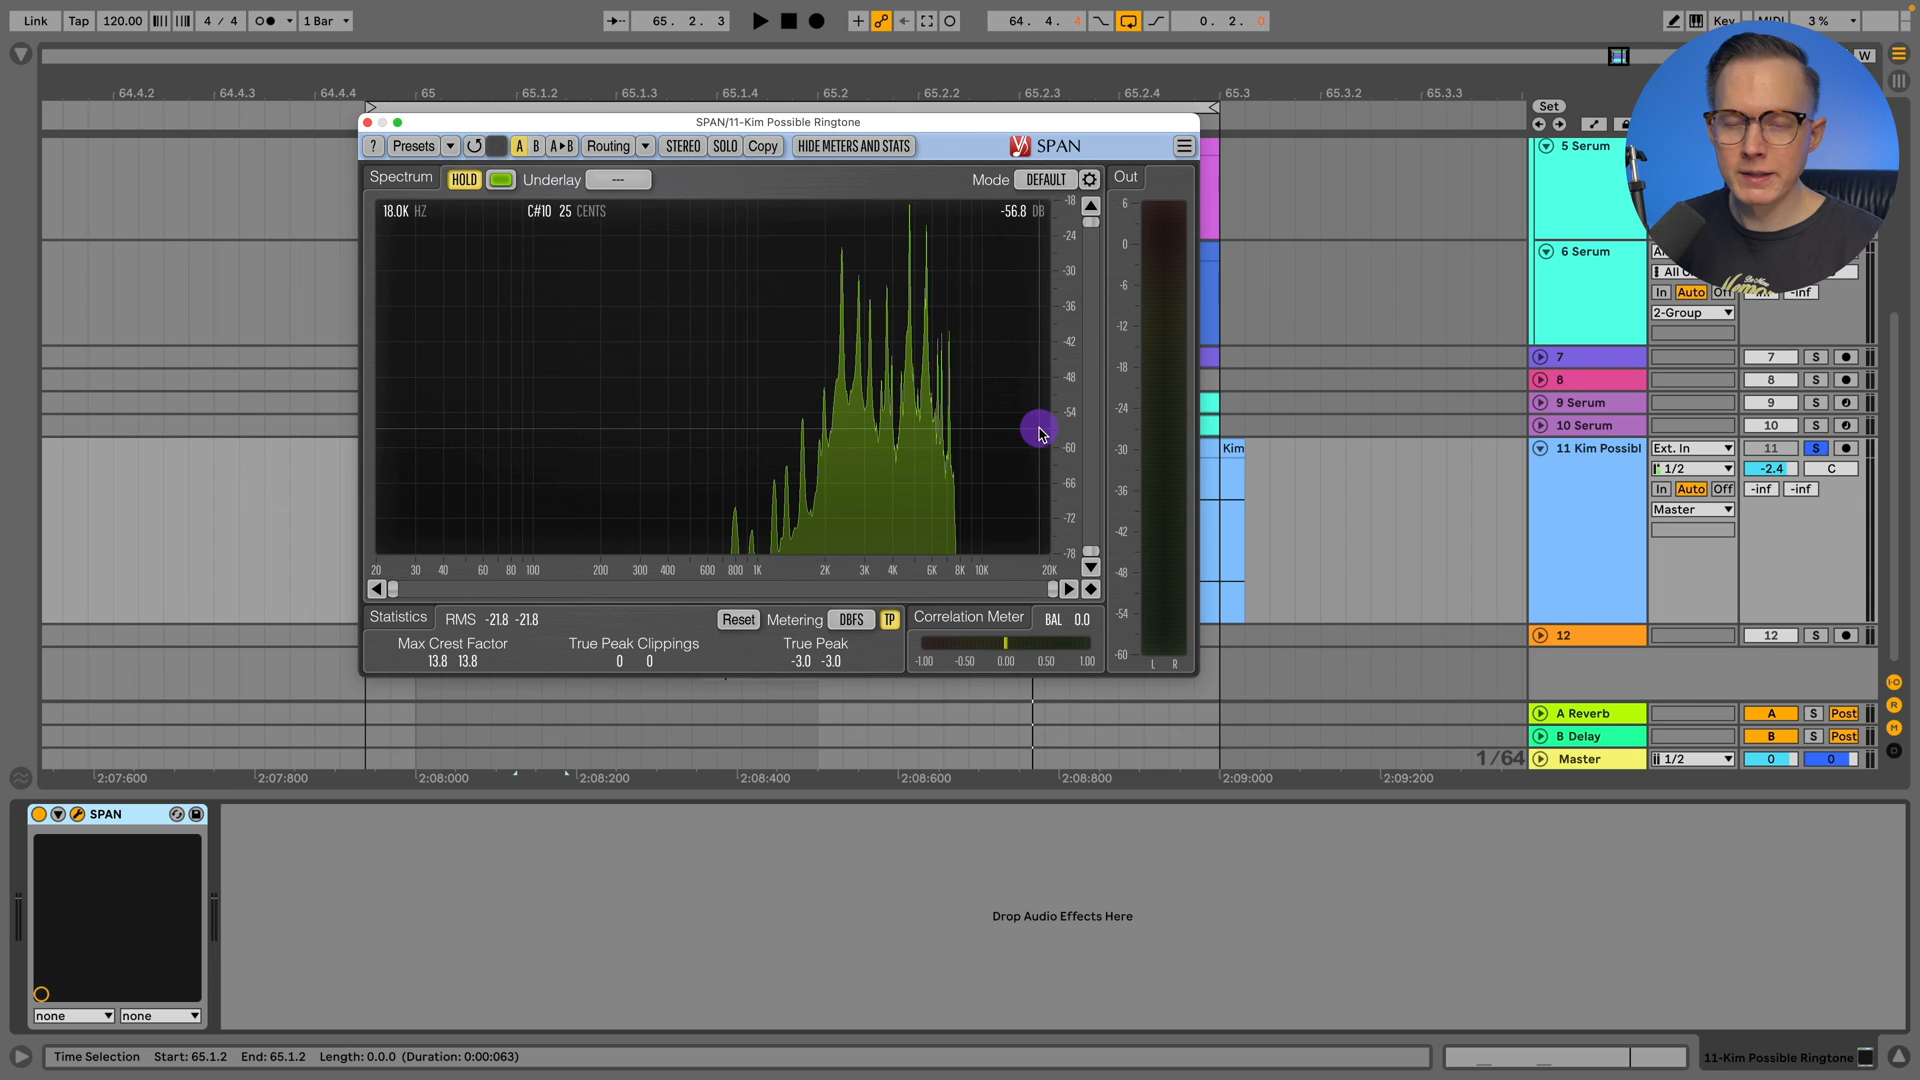 Link Tap 120.00 4 / 4 1 Bar 65. 2. 3 64. 4. 4 0. 2. 0 Key MIDI 3 %
W
64.4.2 64.4.3 64.4.4 65 65.1.2 65.1.3 65.1.4 65.2 65.2.2 65.2.3 65.2.4 65.3 65.3.2 65.3.3
Set
SPAN/11-Kim Possible Ringtone
? Presets A B A▸B Routing STEREO SOLO Copy HIDE METERS AND STATS SPAN
Spectrum HOLD Underlay --- Mode DEFAULT Out
18.0K HZ C#10 25 CENTS -56.8 DB
-18
-24
-30
-36
-42
-48
-54
-60
-66
-72
-78
6
0
-6
-12
-18
-24
-30
-36
-42
-48
-54
-60
L R
20 30 40 60 80 100 200 300 400 600 800 1K 2K 3K 4K 6K 8K 10K 20K
Statistics RMS -21.8 -21.8 Reset Metering DBFS TP Correlation Meter BAL 0.0
Max Crest Factor True Peak Clippings True Peak
13.8 13.8 0 0 -3.0 -3.0 -1.00 -0.50 0.00 0.50 1.00
5 Serum
6 Serum
In Auto Off -inf -inf
2-Group
7 7 S
8 8 S
9 Serum 9 S
10 Serum 10 S
Kim 11 Kim Possibl Ext. In 11 S
1/2 -2.4 C
In Auto Off -inf -inf
Master
12 12 S
A Reverb A S Post
B Delay B S Post
1/64 Master 1/2 0 0
2:07:600 2:07:800 2:08:000 2:08:200 2:08:400 2:08:600 2:08:800 2:09:000 2:09:200
SPAN
Drop Audio Effects Here
none none
Time Selection Start: 65.1.2 End: 65.1.2 Length: 0.0.0 (Duration: 0:00:063) 11-Kim Possible Ringtone